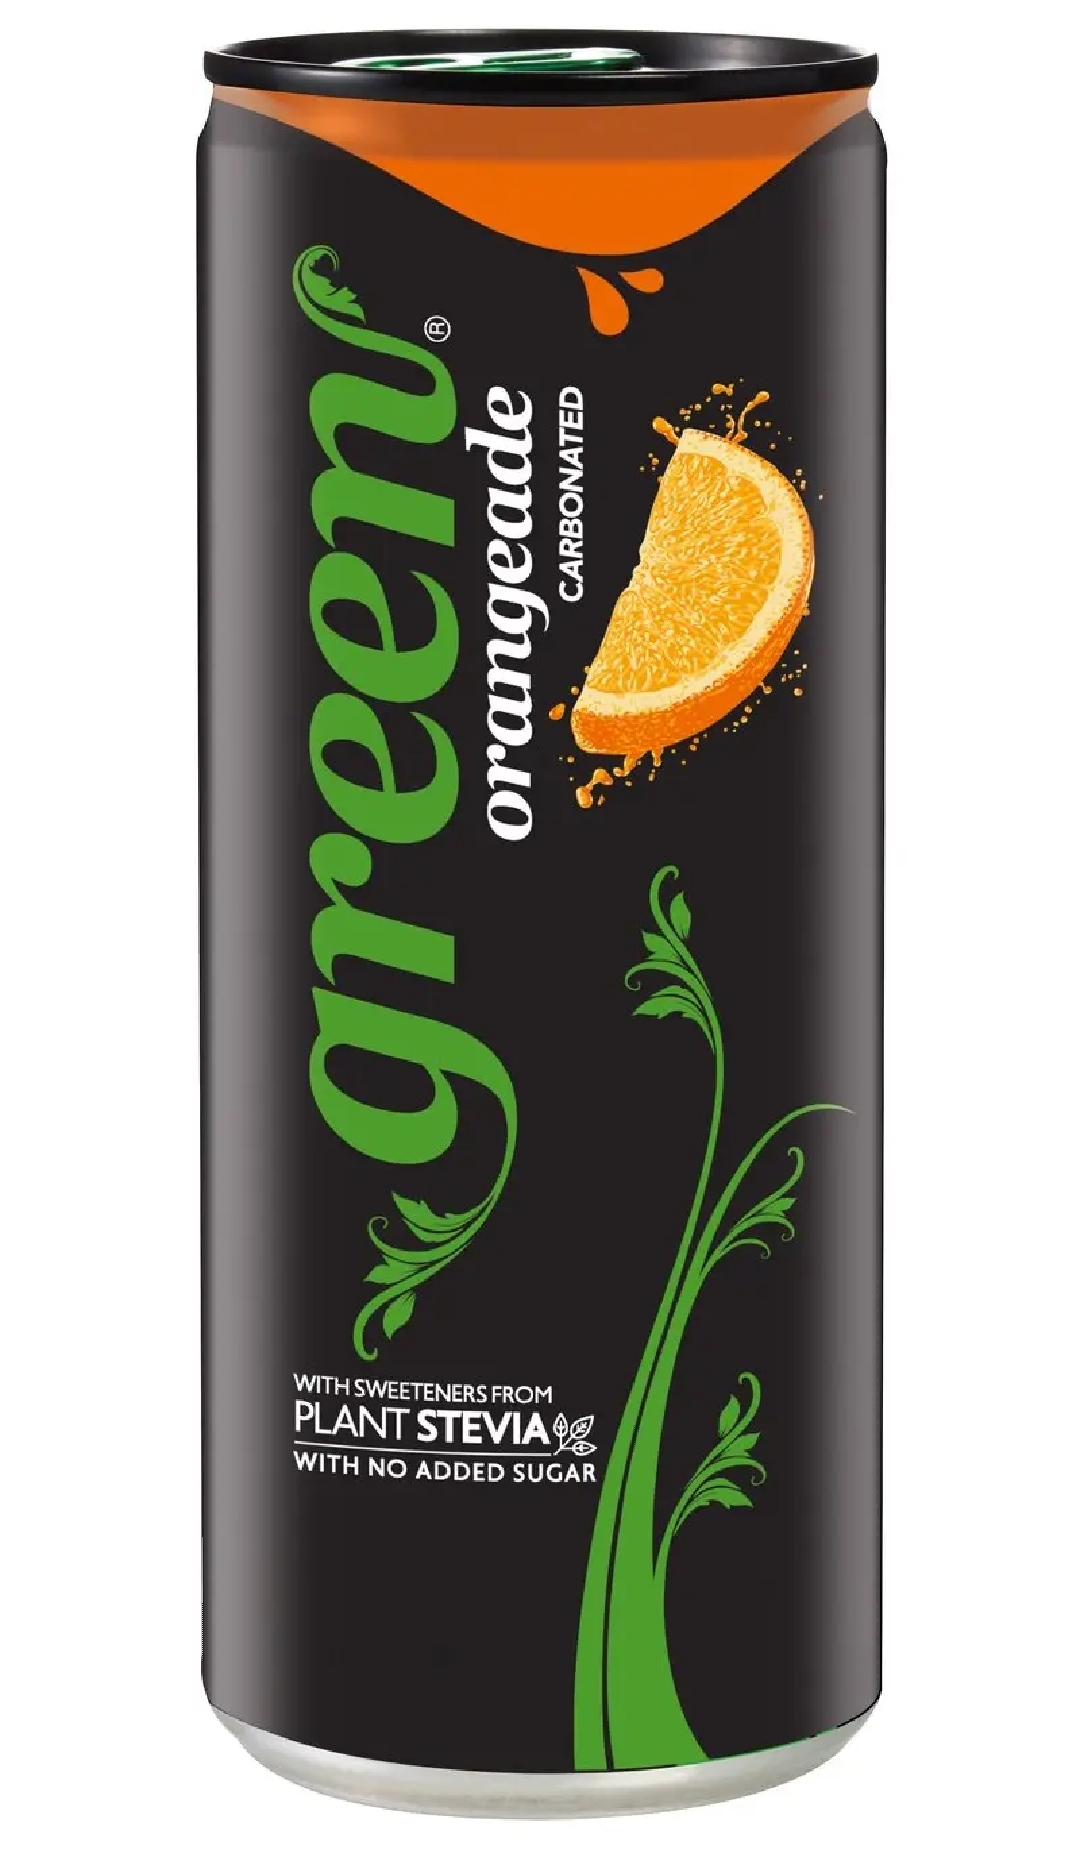 green®
orangeade
CARBONATED
WITH SWEETENERS FROM
PLANT STEVIA
WITH NO ADDED SUGAR